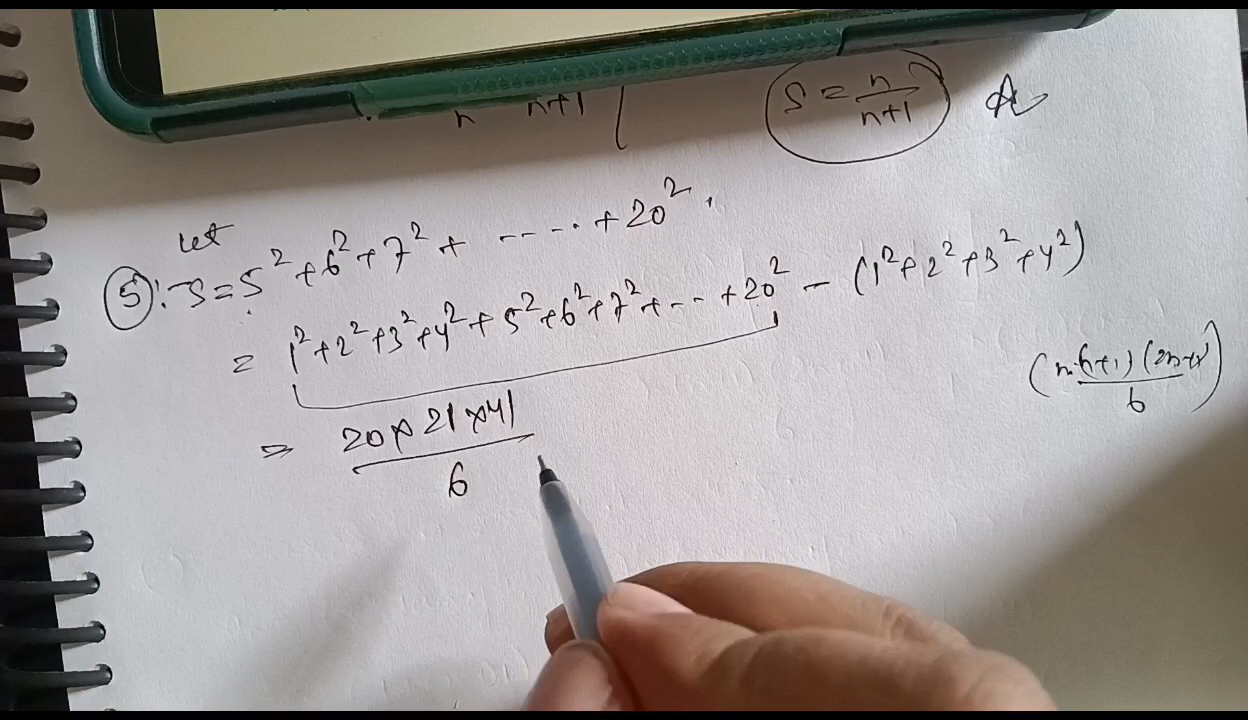 n n+1 S = n/n+1
let
(5):- S = 5² + 6² + 7² + ----- + 20².
= 1² + 2² + 3² + 4² + 5² + 6² + 7² + --- + 20² - (1² + 2² + 3² + 4²)
(n(n+1)(2n+1)/6)
= 20 × 21 × 41 / 6